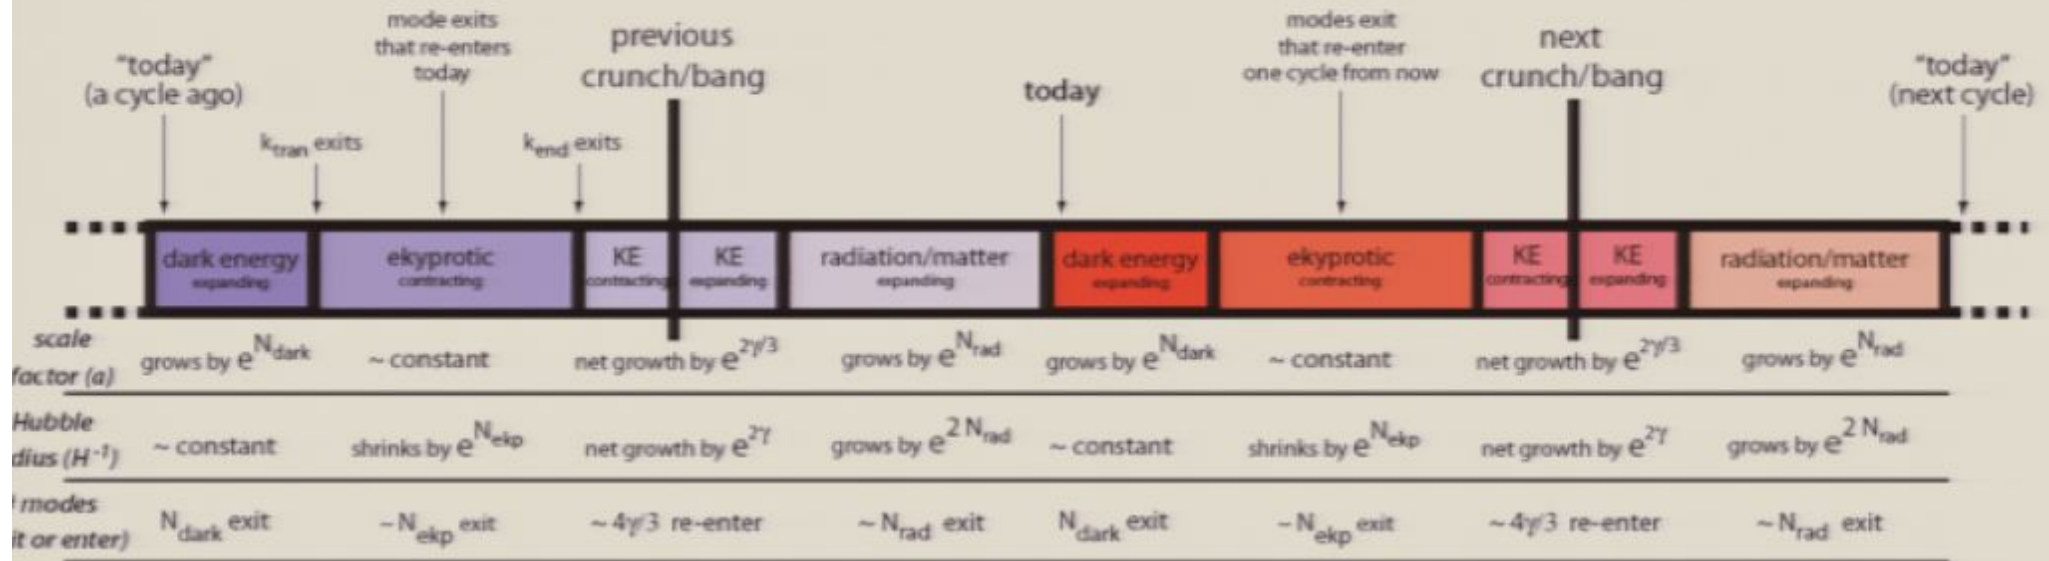 mode exits
that re-enters
today
previous
crunch/bang
modes exit
that re-enter
one cycle from now
next
crunch/bang
"today"
(a cycle ago)
today
"today"
(next cycle)
k_tran exits
k_end exits
dark energy
expanding
ekyprotic
contracting
KE
contracting
KE
expanding
radiation/matter
expanding
dark energy
expanding
ekyprotic
contracting
KE
contracting
KE
expanding
radiation/matter
expanding
scale
factor (a)
grows by e^N_dark
~ constant
net growth by e^2γ/3
grows by e^N_rad
grows by e^N_dark
~ constant
net growth by e^2γ/3
grows by e^N_rad
Hubble
dius (H^-1)
~ constant
shrinks by e^N_ekp
net growth by e^2γ
grows by e^2 N_rad
~ constant
shrinks by e^N_ekp
net growth by e^2γ
grows by e^2 N_rad
modes
it or enter)
N_dark exit
~ N_ekp exit
~ 4γ/3 re-enter
~ N_rad exit
N_dark exit
~ N_ekp exit
~ 4γ/3 re-enter
~ N_rad exit